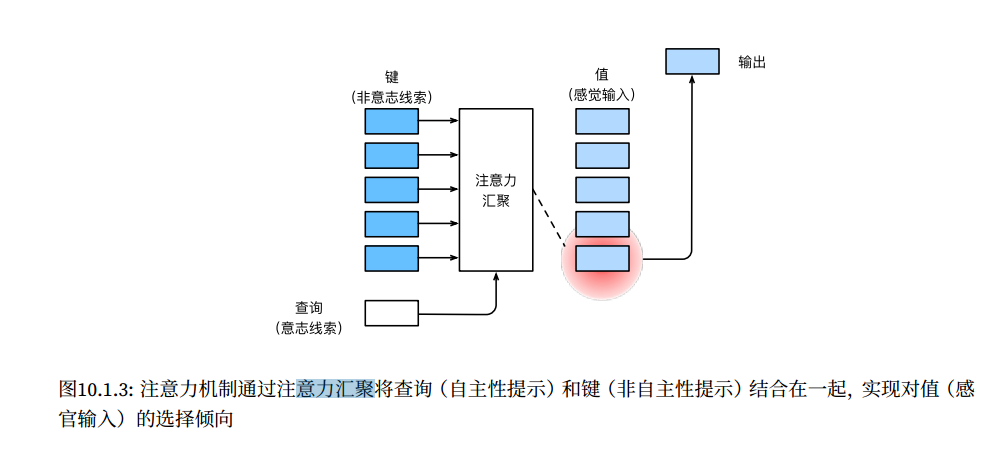 输出
键
（非意志线索）
值
（感觉输入）
注意力
汇聚
查询
（意志线索）
图10.1.3: 注意力机制通过注意力汇聚将查询（自主性提示）和键（非自主性提示）结合在一起，实现对值（感
官输入）的选择倾向